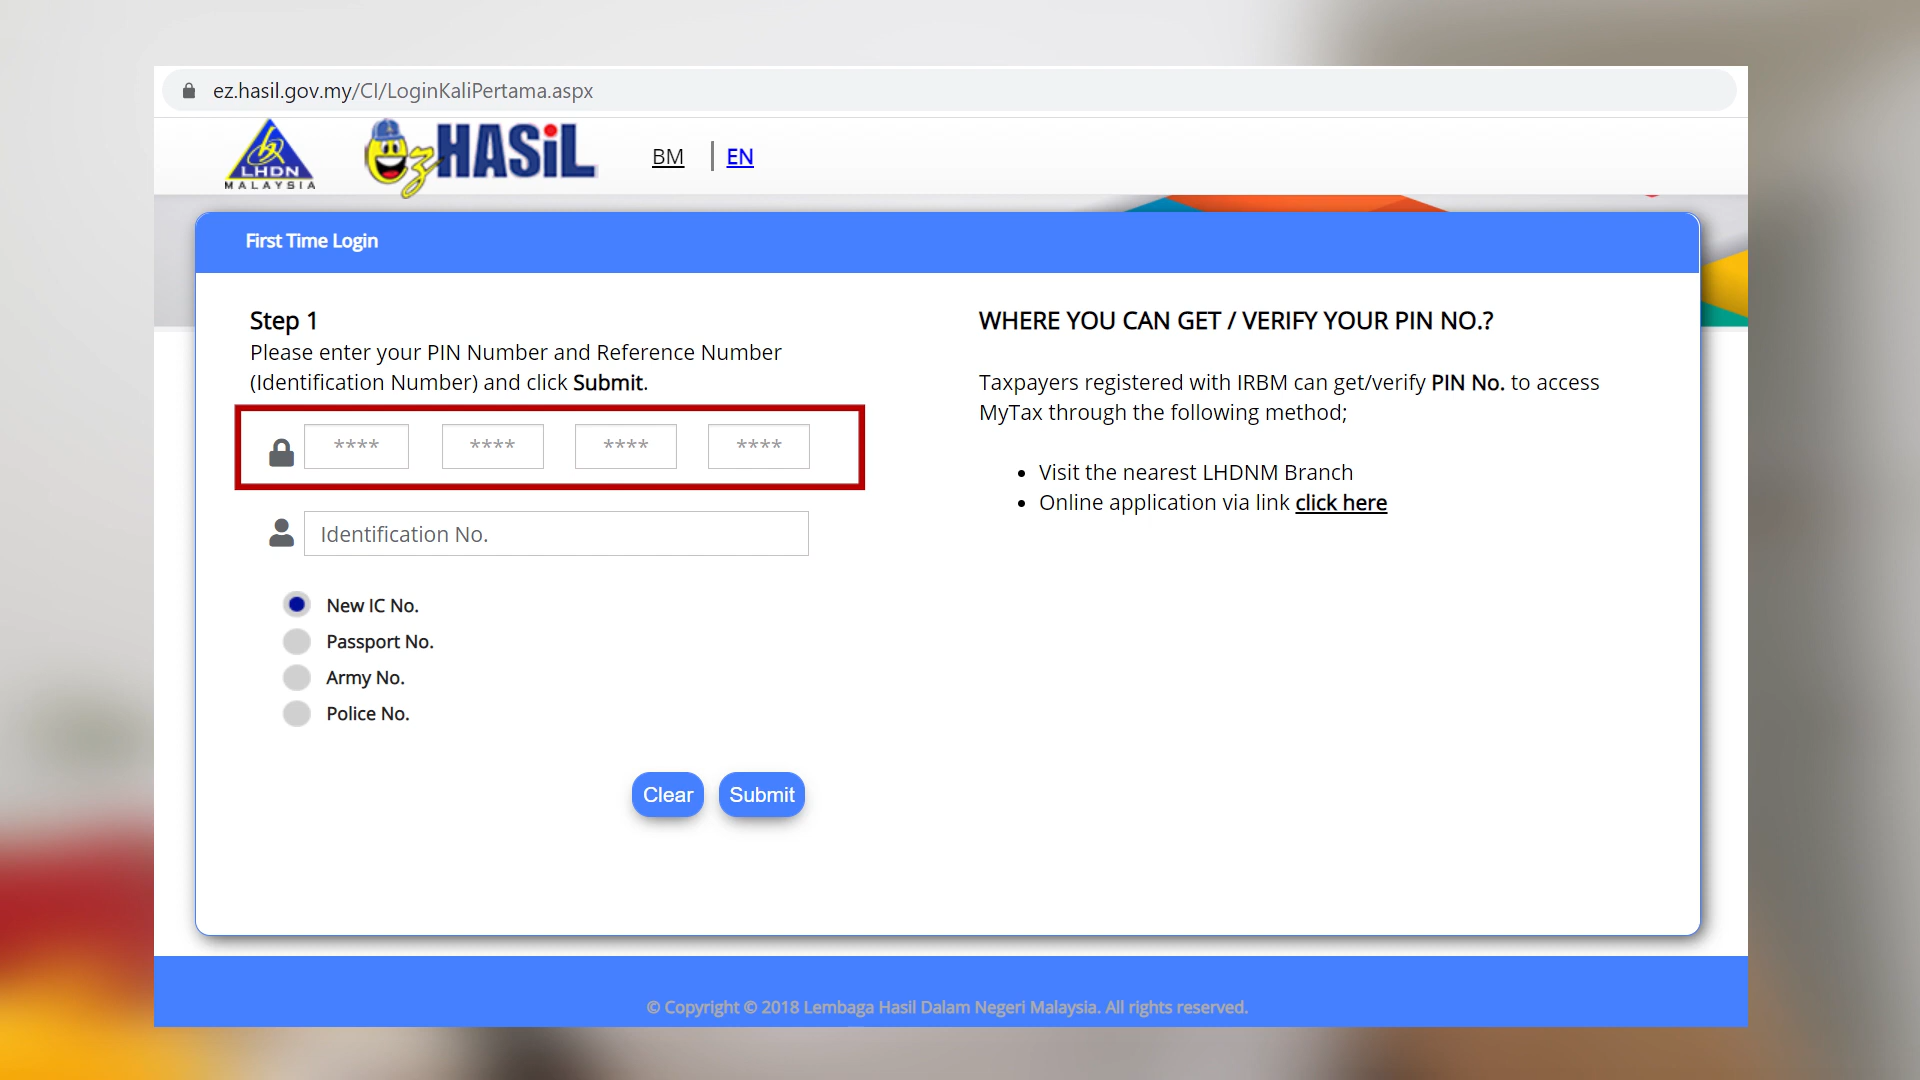 ez.hasil.gov.my/CI/LoginKaliPertama.aspx
LHDN
MALAYSIA
ezHASiL
BM | EN
First Time Login
Step 1
Please enter your PIN Number and Reference Number
(Identification Number) and click Submit.
**** **** **** ****
Identification No.
New IC No.
Passport No.
Army No.
Police No.
Clear Submit
WHERE YOU CAN GET / VERIFY YOUR PIN NO.?
Taxpayers registered with IRBM can get/verify PIN No. to access
MyTax through the following method;
• Visit the nearest LHDNM Branch
• Online application via link click here
© Copyright © 2018 Lembaga Hasil Dalam Negeri Malaysia. All rights reserved.